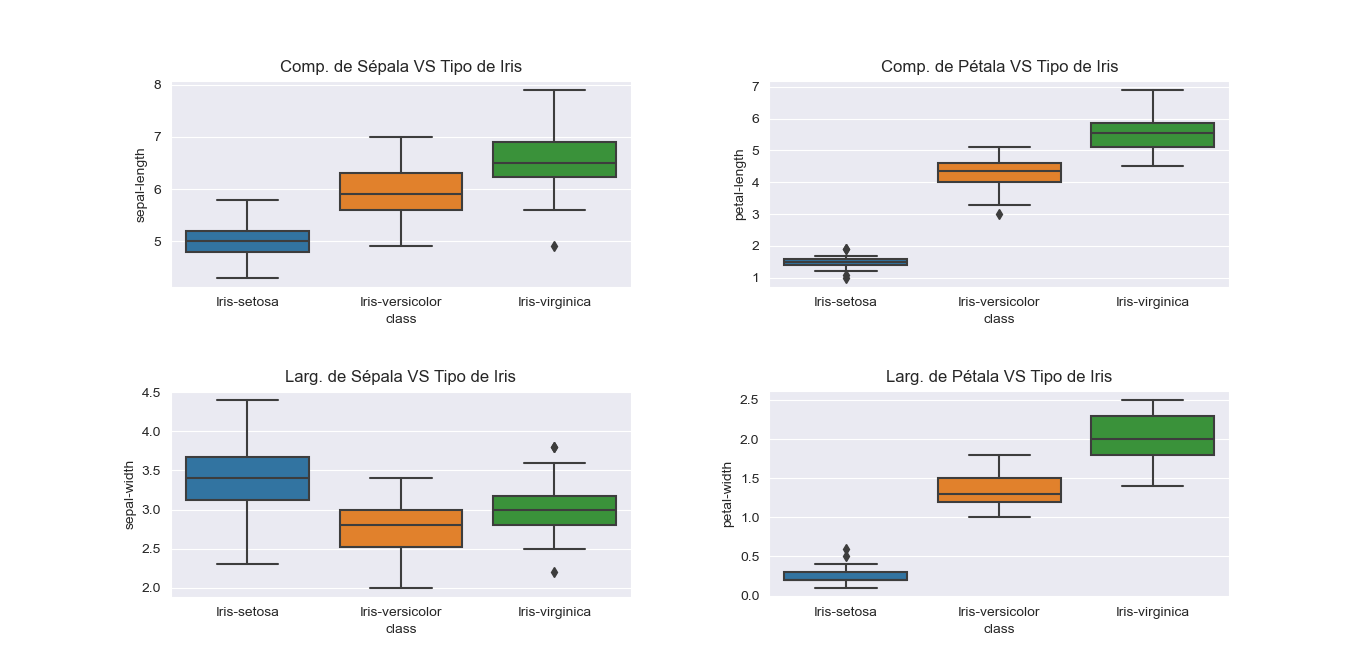 Comp. de Sépala VS Tipo de Iris
8
7
6
5
sepal-length
Iris-setosa Iris-versicolor Iris-virginica
class
Comp. de Pétala VS Tipo de Iris
7
6
5
4
3
2
1
petal-length
Iris-setosa Iris-versicolor Iris-virginica
class
Larg. de Sépala VS Tipo de Iris
4.5
4.0
3.5
3.0
2.5
2.0
sepal-width
Iris-setosa Iris-versicolor Iris-virginica
class
Larg. de Pétala VS Tipo de Iris
2.5
2.0
1.5
1.0
0.5
0.0
petal-width
Iris-setosa Iris-versicolor Iris-virginica
class